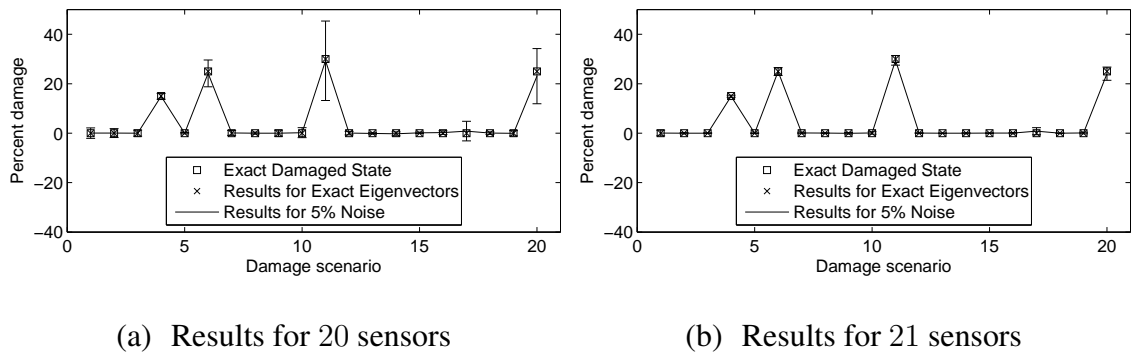 40
20
0
−20
−40
Percent damage
0
5
10
15
20
Damage scenario
Exact Damaged State
Results for Exact Eigenvectors
Results for 5% Noise
(a) Results for 20 sensors
40
20
0
−20
−40
Percent damage
0
5
10
15
20
Damage scenario
Exact Damaged State
Results for Exact Eigenvectors
Results for 5% Noise
(b) Results for 21 sensors